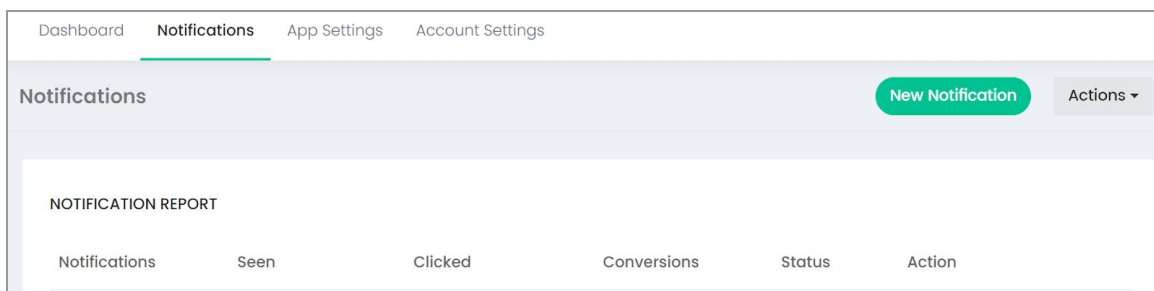 Dashboard Notifications App Settings Account Settings
Notifications New Notification Actions
NOTIFICATION REPORT
Notifications Seen Clicked Conversions Status Action